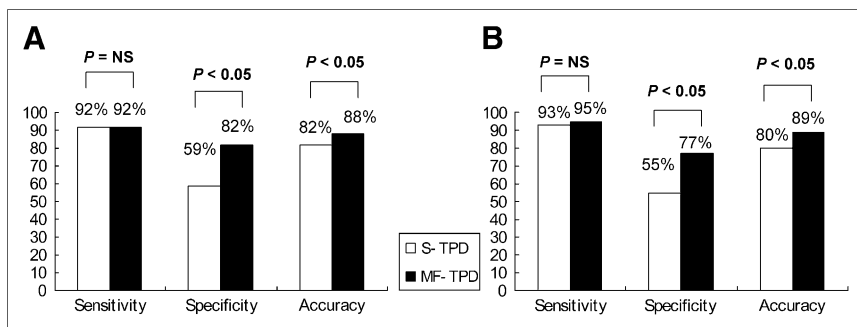 A
P = NS
P < 0.05
P < 0.05
92% 92%
59%
82%
82%
88%
100
90
80
70
60
50
40
30
20
10
0
Sensitivity
Specificity
Accuracy
S- TPD
MF- TPD
B
P = NS
P < 0.05
P < 0.05
93%
95%
55%
77%
80%
89%
100
90
80
70
60
50
40
30
20
10
0
Sensitivity
Specificity
Accuracy